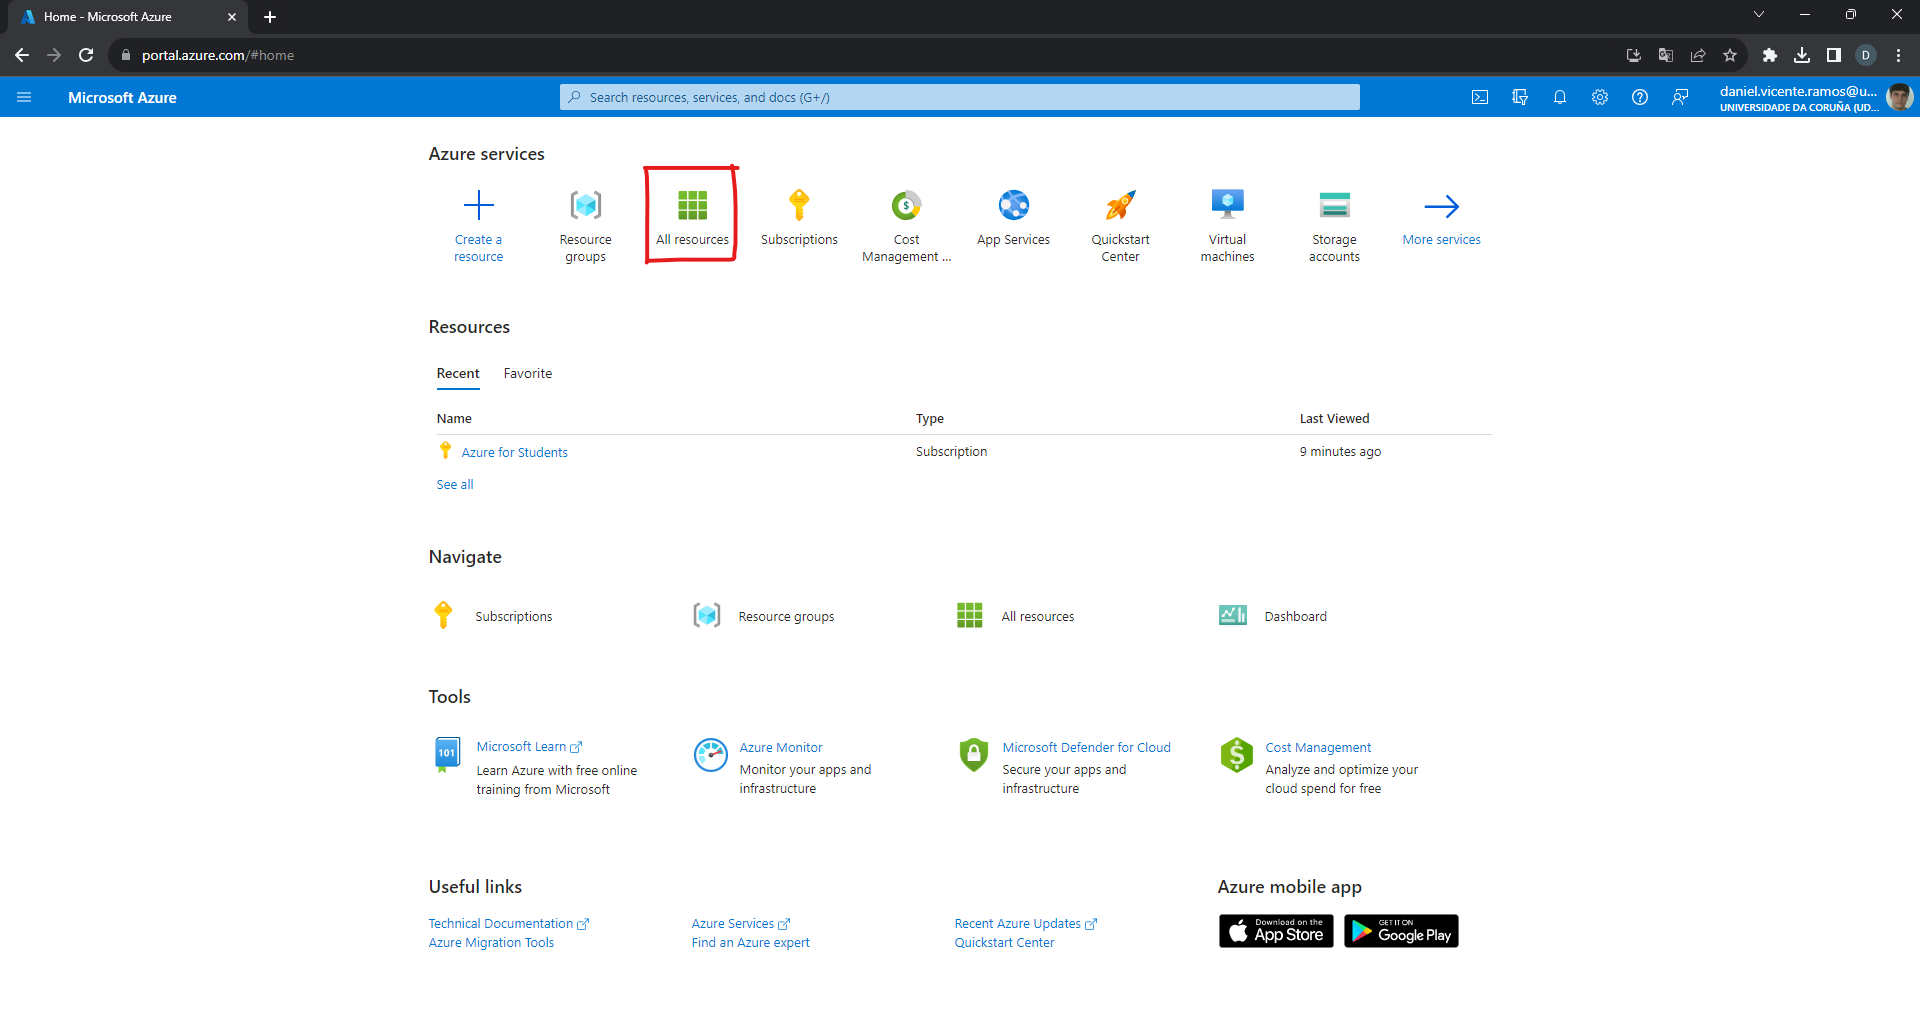 Home - Microsoft Azure
portal.azure.com/#home
D
Microsoft Azure
Search resources, services, and docs (G+/)
daniel.vicente.ramos@u...
UNIVERSIDADE DA CORUÑA (UD...
Azure services
Create a
resource
Resource
groups
All resources
Subscriptions
Cost
Management ...
App Services
Quickstart
Center
Virtual
machines
Storage
accounts
More services
Resources
Recent
Favorite
Name
Type
Last Viewed
Azure for Students
Subscription
9 minutes ago
See all
Navigate
Subscriptions
Resource groups
All resources
Dashboard
Tools
101
Microsoft Learn
Learn Azure with free online
training from Microsoft
Azure Monitor
Monitor your apps and
infrastructure
Microsoft Defender for Cloud
Secure your apps and
infrastructure
Cost Management
Analyze and optimize your
cloud spend for free
Useful links
Technical Documentation
Azure Migration Tools
Azure Services
Find an Azure expert
Recent Azure Updates
Quickstart Center
Azure mobile app
Download on the
App Store
GET IT ON
Google Play